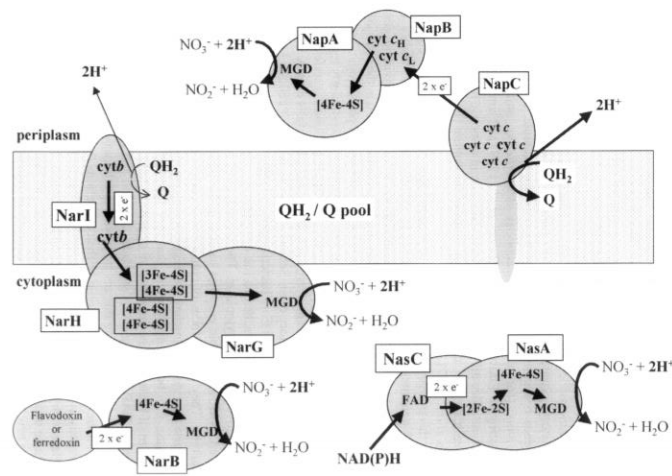 NapA
NapB
NO₃⁻ + 2H⁺
MGD
NO₂⁻ + H₂O
[4Fe-4S]
cyt c_H
cyt c_L
2 x e⁻
NapC
cyt c
cyt c cyt c
cyt c
2H⁺
QH₂
Q
2H⁺
periplasm
cytb
QH₂
Q
NarI
2 x e⁻
cytb
QH₂ / Q pool
cytoplasm
[3Fe-4S]
[4Fe-4S]
[4Fe-4S]
[4Fe-4S]
NarH
MGD
NO₃⁻ + 2H⁺
NO₂⁻ + H₂O
NarG
Flavodoxin
or
ferredoxin
2 x e⁻
[4Fe-4S]
MGD
NarB
NO₃⁻ + 2H⁺
NO₂⁻ + H₂O
NasC
NasA
FAD
2 x e⁻
[2Fe-2S]
[4Fe-4S]
MGD
NO₃⁻ + 2H⁺
NO₂⁻ + H₂O
NAD(P)H